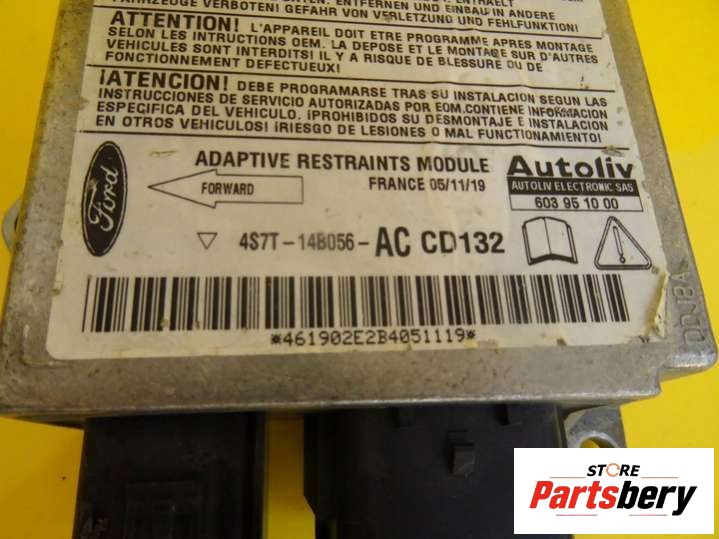 FAHRZEUGE VERBOTEN! GEFAHR VON VERLETZUNG UND FEHLFUNKTION!
ATTENTION! L'APPAREIL DOIT ETRE PROGRAMME APRES MONTAGE
SELON LES INTRUCTIONS OEM. LA DEPOSE ET LE MONTAGE SUR D'AUTRES
VEHICULES SONT INTERDITS! IL Y A RISQUE DE BLESSURE OU DE
FONCTIONNEMENT DEFECTUEUX!
¡ATENCION! DEBE PROGRAMARSE TRAS SU INSTALACION SEGUN LAS
INSTRUCCIONES DE SERVICIO AUTORIZADAS POR EQM.CONTIENE INFORMACION
ESPECIFICA DEL VEHICULO. ¡PROHIBIDOS SU DESMONTAJE E INSTALACION
EN OTROS VEHICULOS! ¡RIESGO DE LESIONES O MAL FUNCIONAMIENTO!
Ford
FORWARD
ADAPTIVE RESTRAINTS MODULE
FRANCE 05/11/19
Autoliv
AUTOLIV ELECTRONIC SAS
603 95 10 00
4S7T-14B056-AC CD132
*461902E2B4051119*
QDJ8A
STORE
Partsbery